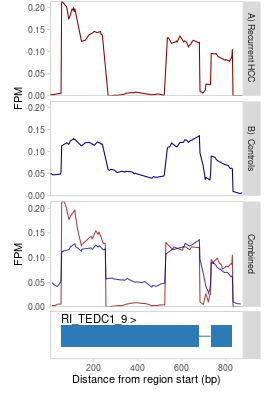 0.20
0.15
0.10
0.05
0.00
FPM
A) Recurrent HCC
0.20
0.15
0.10
0.05
0.00
B) Controls
0.20
0.15
0.10
0.05
0.00
FPM
Combined
RI_TEDC1_9 >
200
400
600
800
Distance from region start (bp)